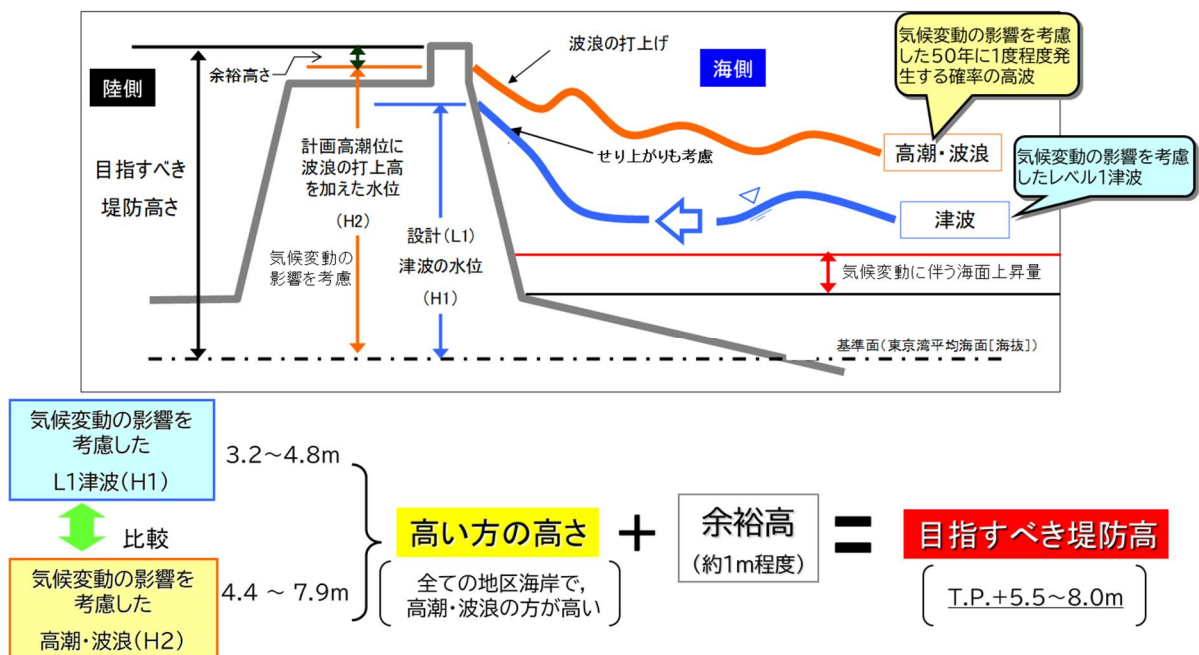 気候変動の影響を考慮
した50年に1度程度発
生する確率の高波
波浪の打上げ
余裕高さ
海側
陸側
計画高潮位に
波浪の打上高
を加えた水位
(H2)
せり上がりも考慮
高潮・波浪
気候変動の影響を考慮
したレベル1津波
目指すべき
堤防高さ
津波
設計(L1)
津波の水位
(H1)
気候変動の
影響を考慮
気候変動に伴う海面上昇量
基準面(東京湾平均海面[海抜])
気候変動の影響を
考慮した
L1津波(H1)
3.2～4.8m
比較
気候変動の影響を
考慮した
高潮・波浪(H2)
4.4 ～ 7.9m
高い方の高さ
全ての地区海岸で,
高潮・波浪の方が高い
+
余裕高
(約1m程度)
=
目指すべき堤防高
T.P.+5.5～8.0m